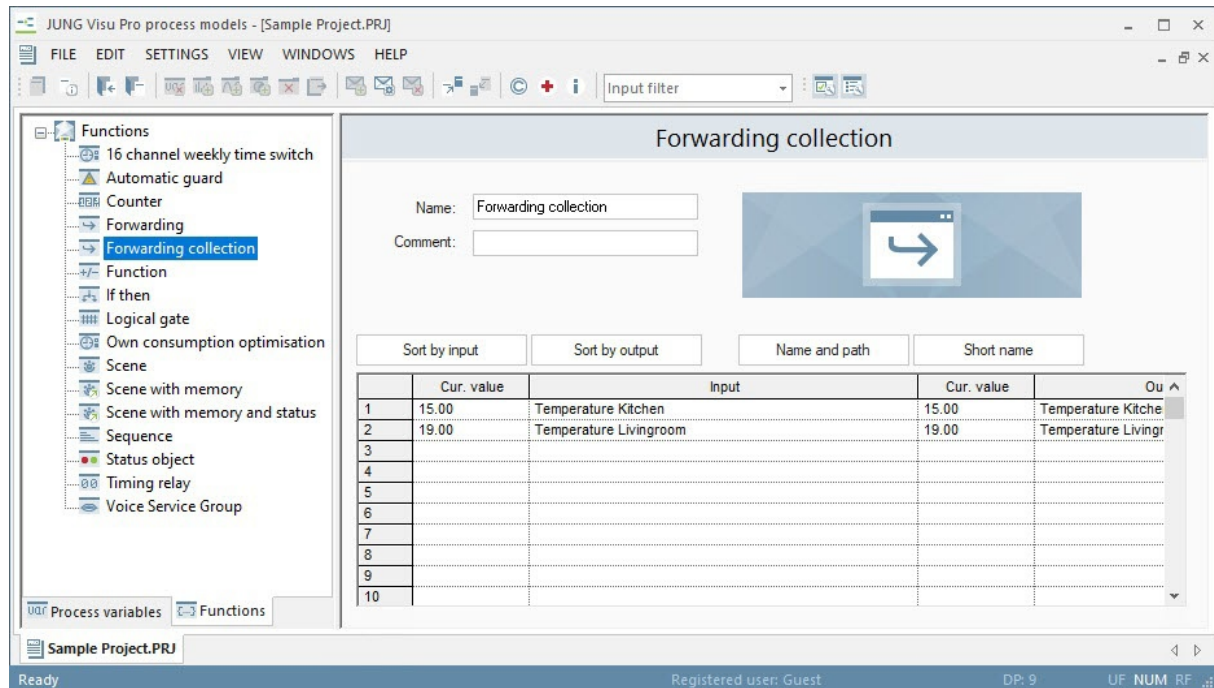 JUNG Visu Pro process models - [Sample Project.PRJ]
FILE EDIT SETTINGS VIEW WINDOWS HELP
Input filter
Functions
16 channel weekly time switch
Automatic guard
Counter
Forwarding
Forwarding collection
Function
If then
Logical gate
Own consumption optimisation
Scene
Scene with memory
Scene with memory and status
Sequence
Status object
Timing relay
Voice Service Group
Process variables Functions
Forwarding collection
Name: Forwarding collection
Comment:
Sort by input Sort by output Name and path Short name
Cur. value Input Cur. value Ou
1 15.00 Temperature Kitchen 15.00 Temperature Kitche
2 19.00 Temperature Livingroom 19.00 Temperature Livingr
3
4
5
6
7
8
9
10
Sample Project.PRJ
Ready Registered user: Guest DP: 9 UF NUM RF